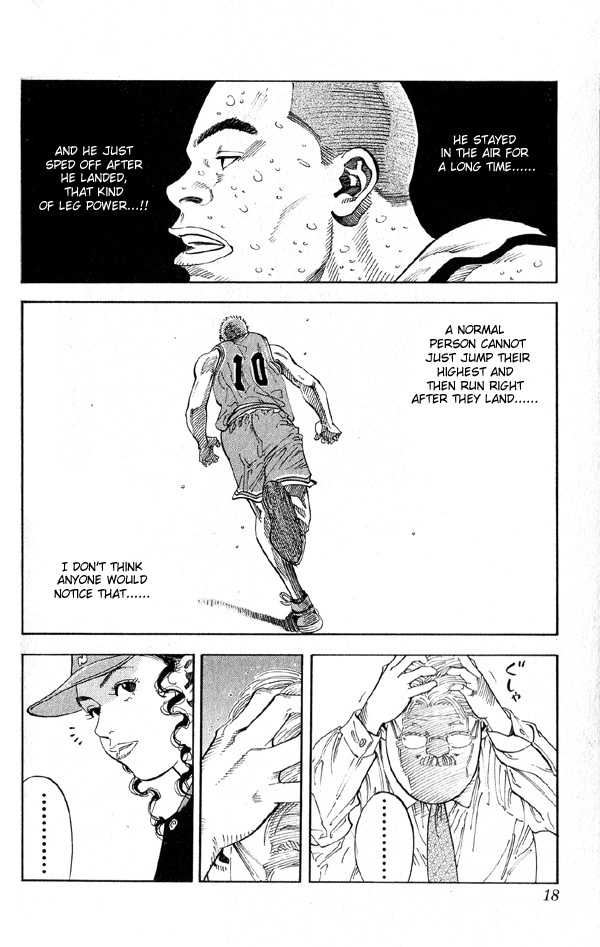 HE STAYED
IN THE AIR FOR
A LONG TIME......
AND HE JUST
SPED OFF AFTER
HE LANDED,
THAT KIND
OF LEG POWER...!!
A NORMAL
PERSON CANNOT
JUST JUMP THEIR
HIGHEST AND
THEN RUN RIGHT
AFTER THEY LAND......
10
I DON'T THINK
ANYONE WOULD
NOTICE THAT......
ぐしゃ
.........
.........
18